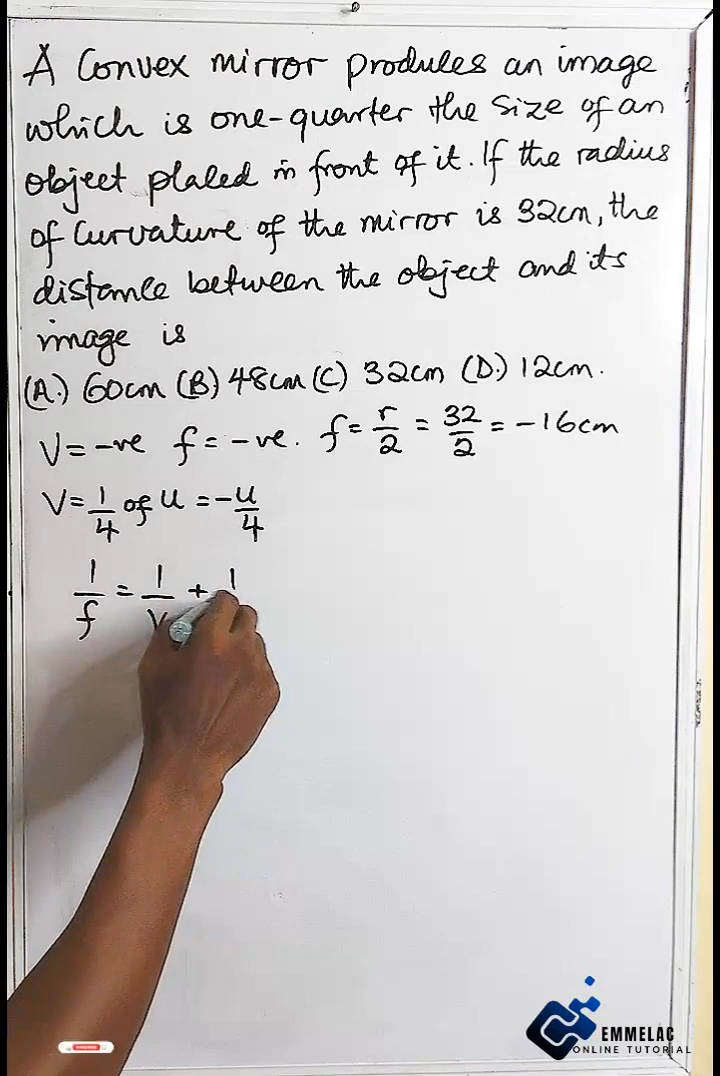 A Convex mirror produces an image
which is one-quarter the size of an
object placed in front of it. If the radius
of Curvature of the mirror is 32cm, the
distance between the object and its
image is
(A.) 60cm (B) 48cm (C) 32cm (D.) 12cm.
V = -ve f = -ve. f = r/2 = 32/2 = -16cm
V = 1/4 of u = -u/4
1/f = 1/v + 1
EMMELAC
ONLINE TUTORIAL